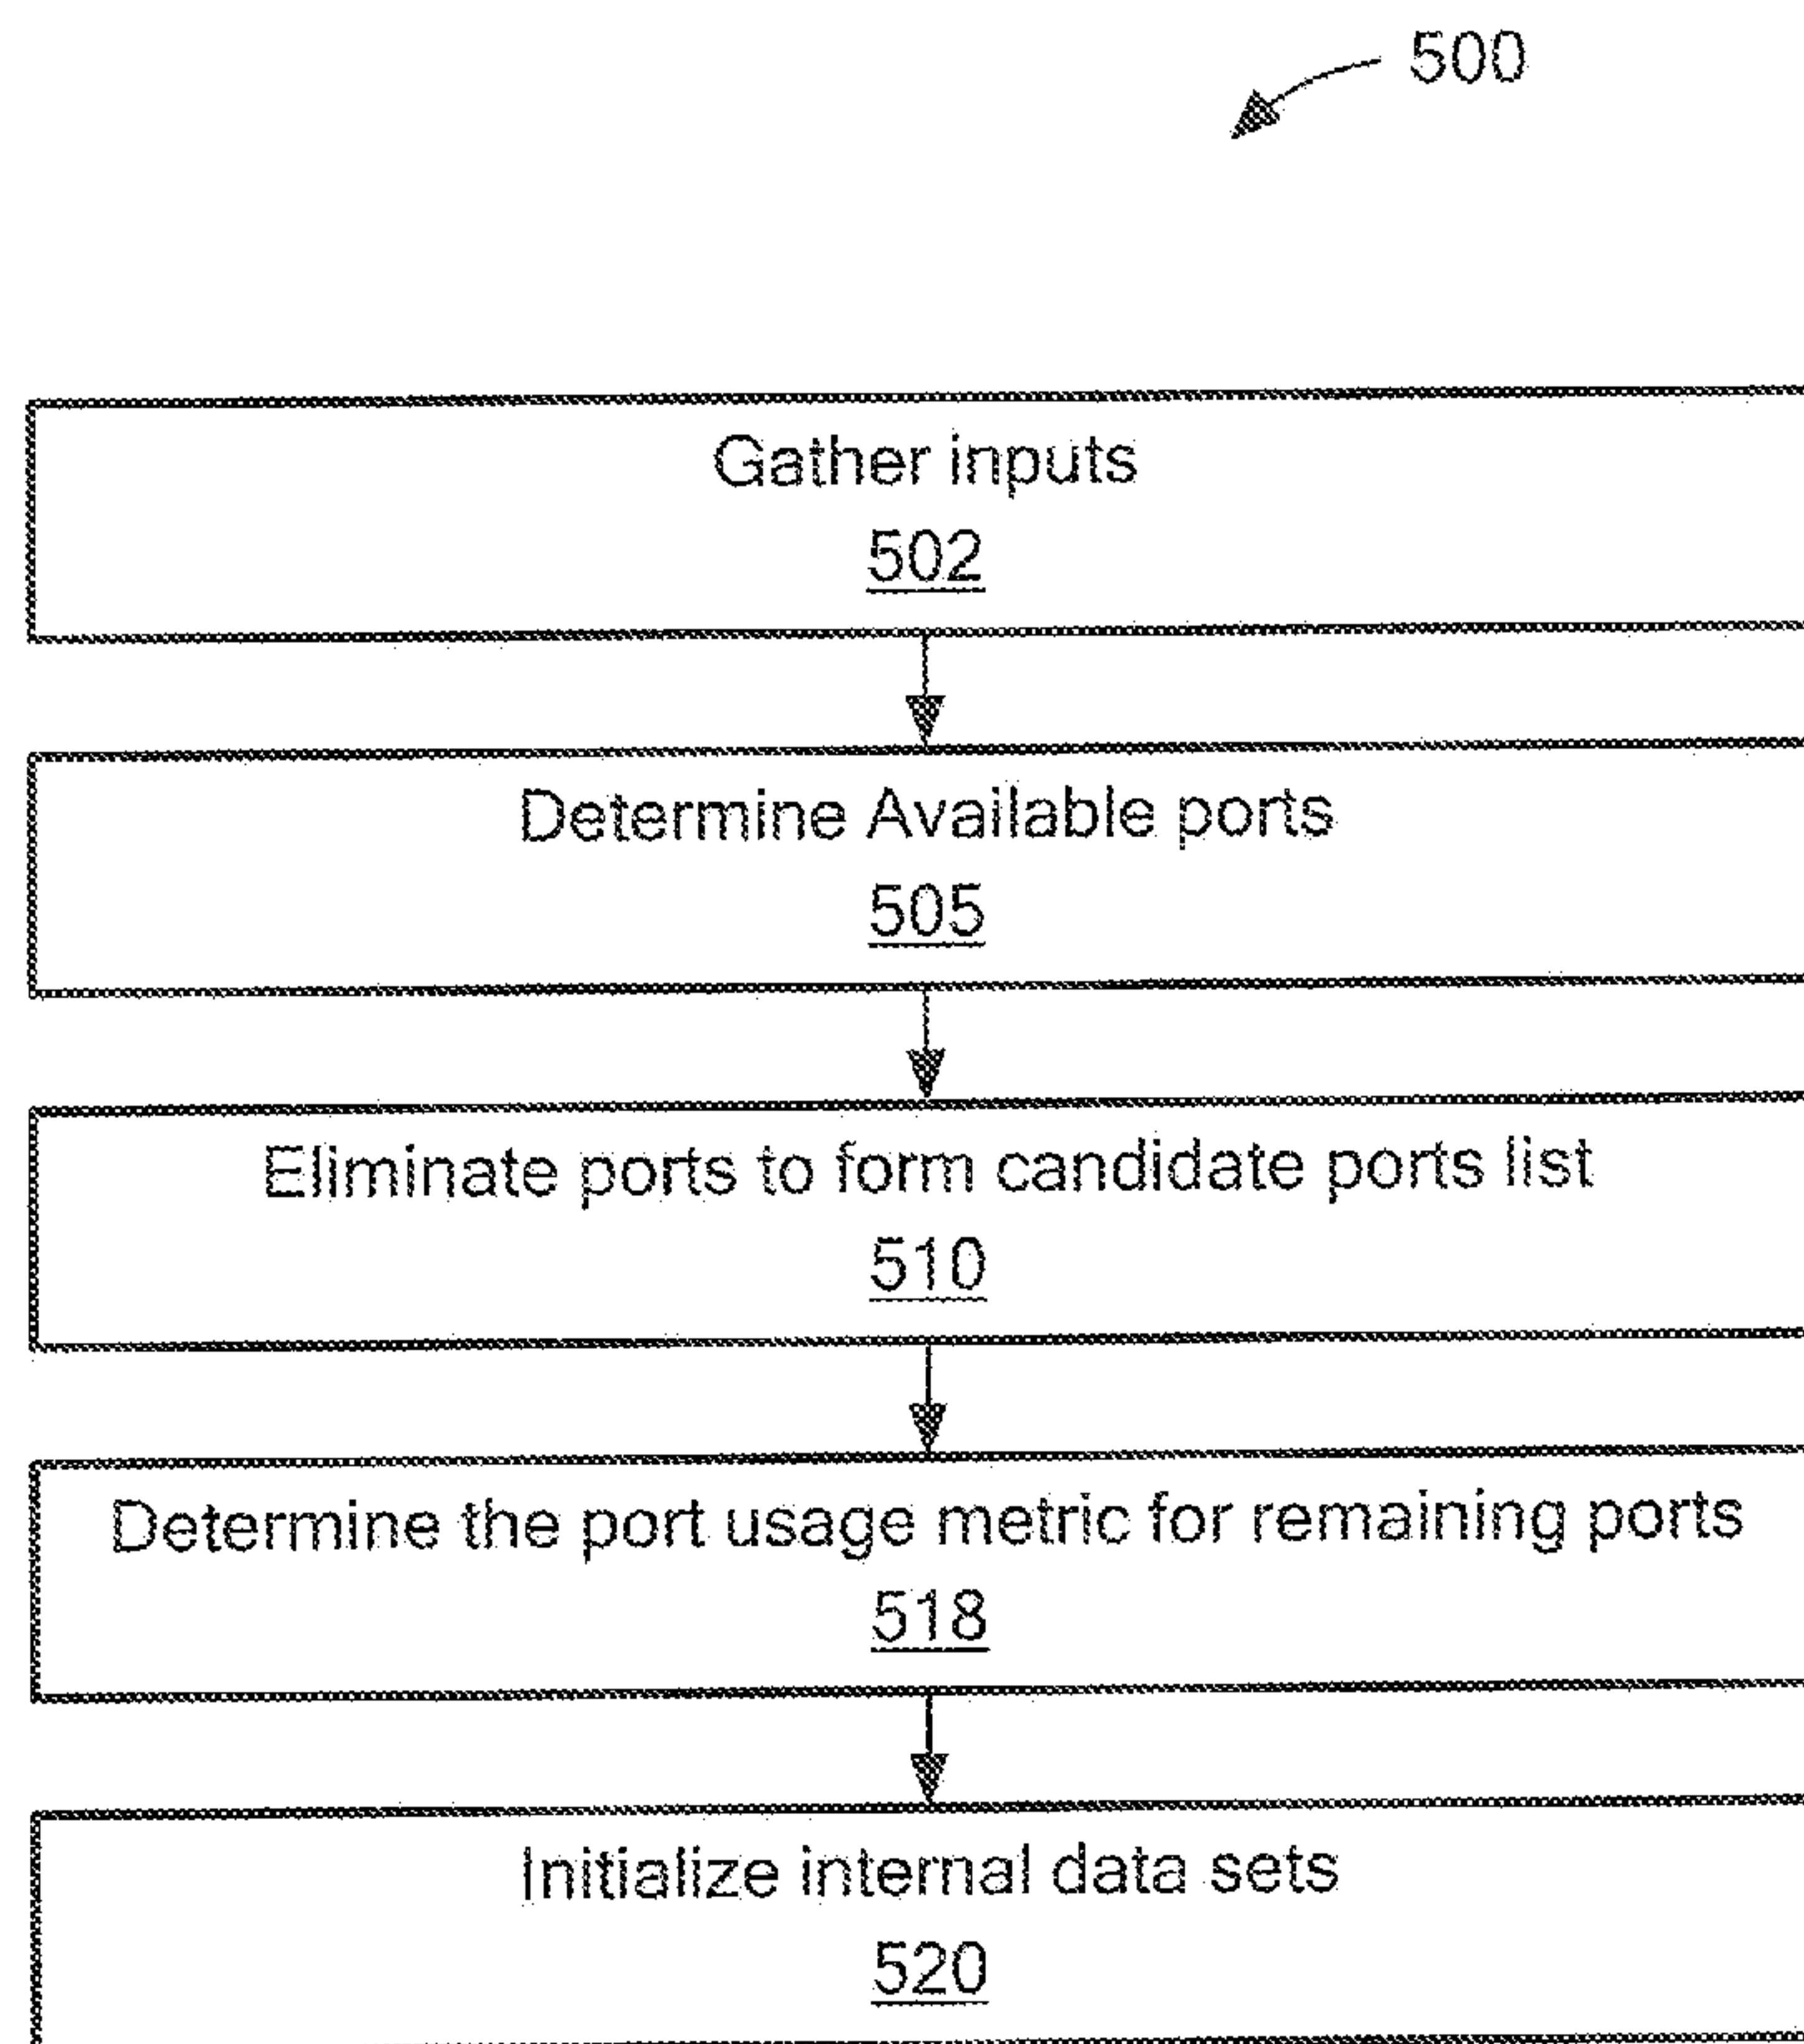 500
Gather inputs
502
Determine Available ports
505
Eliminate ports to form candidate ports list
510
Determine the port usage metric for remaining ports
518
Initialize internal data sets
520